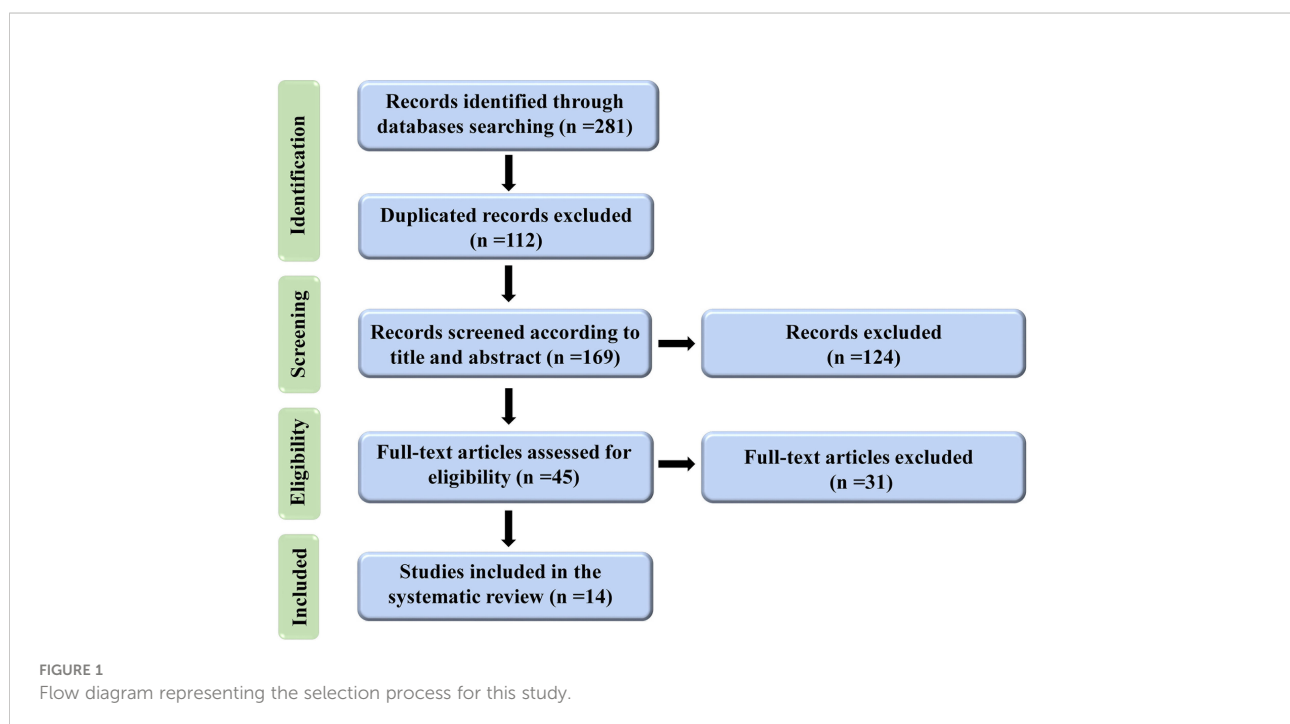 Identification
Records identified through
databases searching (n =281)
Duplicated records excluded
(n =112)
Screening
Records screened according to
title and abstract (n =169)
Records excluded
(n =124)
Eligibility
Full-text articles assessed for
eligibility (n =45)
Full-text articles excluded
(n =31)
Included
Studies included in the
systematic review (n =14)
FIGURE 1
Flow diagram representing the selection process for this study.